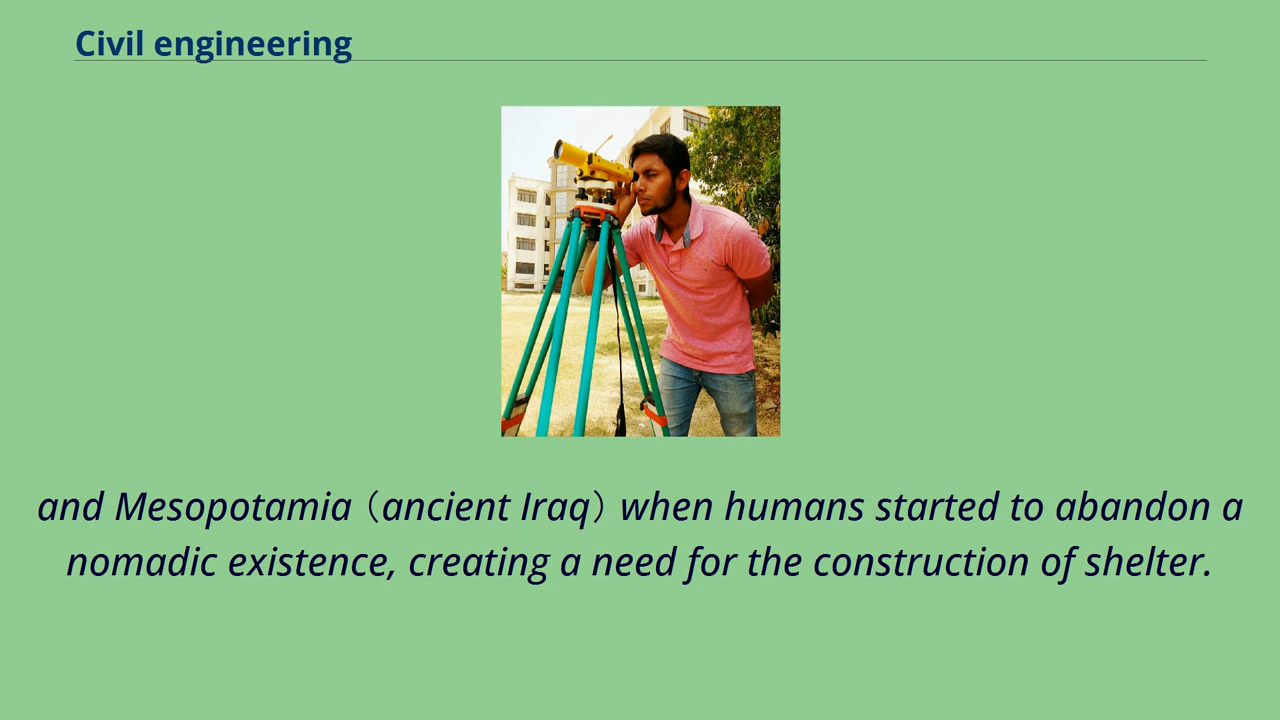 Civil engineering
and Mesopotamia (ancient Iraq) when humans started to abandon a
nomadic existence, creating a need for the construction of shelter.